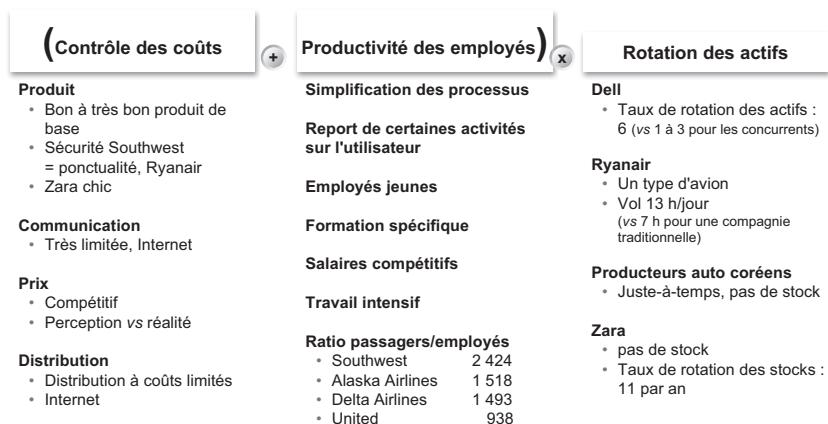 (Contrôle des coûts
+
Productivité des employés)
x
Rotation des actifs
Produit
• Bon à très bon produit de
base
• Sécurité Southwest
= ponctualité, Ryanair
• Zara chic
Communication
• Très limitée, Internet
Prix
• Compétitif
• Perception vs réalité
Distribution
• Distribution à coûts limités
• Internet
Simplification des processus
Report de certaines activités
sur l'utilisateur
Employés jeunes
Formation spécifique
Salaires compétitifs
Travail intensif
Ratio passagers/employés
• Southwest 2 424
• Alaska Airlines 1 518
• Delta Airlines 1 493
• United 938
Dell
• Taux de rotation des actifs :
6 (vs 1 à 3 pour les concurrents)
Ryanair
• Un type d'avion
• Vol 13 h/jour
(vs 7 h pour une compagnie
traditionnelle)
Producteurs auto coréens
• Juste-à-temps, pas de stock
Zara
• pas de stock
• Taux de rotation des stocks :
11 par an